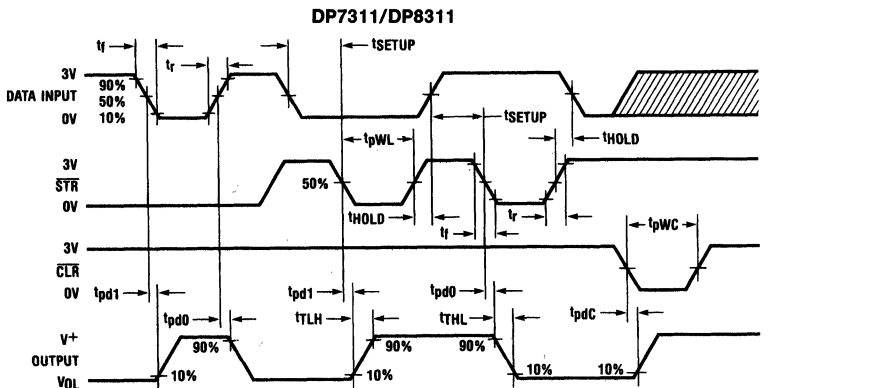 DP7311/DP8311
tf
tSETUP
tr
3V
90%
DATA INPUT
50%
0V
10%
tSETUP
tHOLD
tpWL
3V
STR
50%
0V
tHOLD
tf
tr
tpWC
3V
CLR
0V
tpd1
tpd0
tpd1
tTLH
tpd0
tTHL
tpdC
V+
90%
90%
90%
OUTPUT
10%
10%
10%
10%
VOL